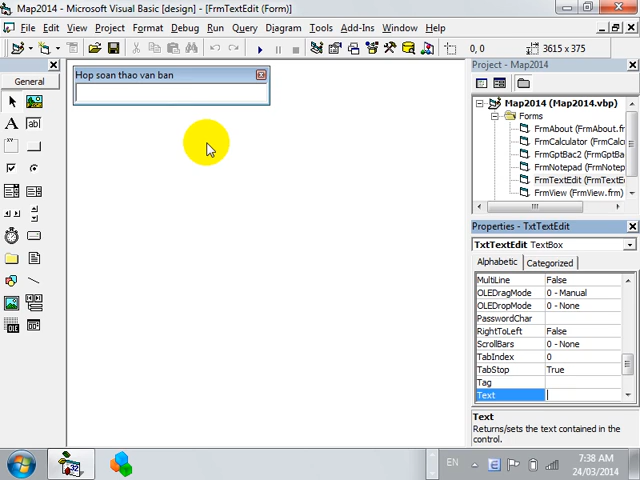 Map2014 - Microsoft Visual Basic [design] - [FrmTextEdit (Form)]
File Edit View Project Format Debug Run Query Diagram Tools Add-Ins Window Help
0, 0
3615 x 375
General
A
ab
Hop soan thao van ban
Project - Map2014
Map2014 (Map2014.vbp)
Forms
FrmAbout (FrmAbout.fr
FrmCalculator (FrmCalc
FrmGptBac2 (FrmGptB
FrmNotepad (FrmNotep
FrmTextEdit (FrmTextE
FrmView (FrmView.frm)
Properties - TxtTextEdit
TxtTextEdit TextBox
Alphabetic Categorized
MultiLine False
OLEDragMode 0 - Manual
OLEDropMode 0 - None
PasswordChar
RightToLeft False
ScrollBars 0 - None
TabIndex 0
TabStop True
Tag
Text
Text
Returns/sets the text contained in the
control.
32
EN
7:38 AM
24/03/2014